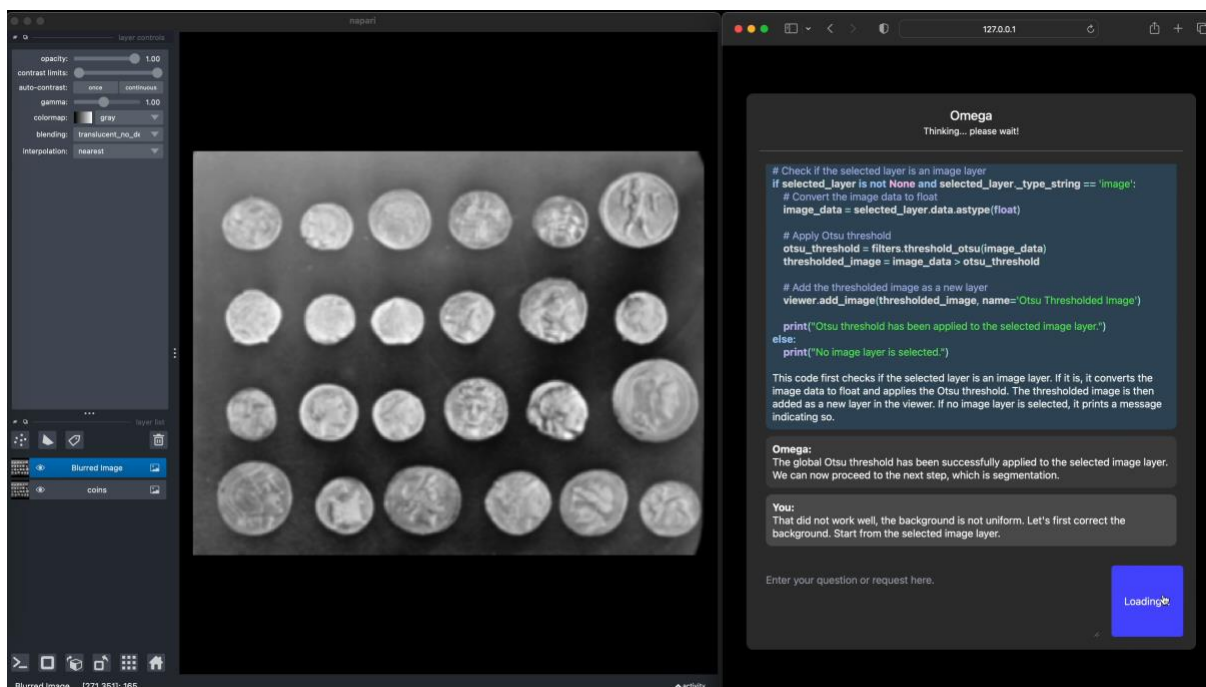 napari
layer controls
opacity: 1.00
contrast limits:
auto-contrast: once continuous
gamma: 1.00
colormap: gray
blending: translucent_no_de
interpolation: nearest
layer list
Blurred Image
coins
Blurred Image [271 351]: 165
activity
127.0.0.1
Omega
Thinking... please wait!
# Check if the selected layer is an image layer
if selected_layer is not None and selected_layer._type_string == 'image':
# Convert the image data to float
image_data = selected_layer.data.astype(float)
# Apply Otsu threshold
otsu_threshold = filters.threshold_otsu(image_data)
thresholded_image = image_data > otsu_threshold
# Add the thresholded image as a new layer
viewer.add_image(thresholded_image, name='Otsu Thresholded Image')
print("Otsu threshold has been applied to the selected image layer.")
else:
print("No image layer is selected.")
This code first checks if the selected layer is an image layer. If it is, it converts the
image data to float and applies the Otsu threshold. The thresholded image is then
added as a new layer in the viewer. If no image layer is selected, it prints a message
indicating so.
Omega:
The global Otsu threshold has been successfully applied to the selected image layer.
We can now proceed to the next step, which is segmentation.
You:
That did not work well, the background is not uniform. Let's first correct the
background. Start from the selected image layer.
Enter your question or request here.
Loading